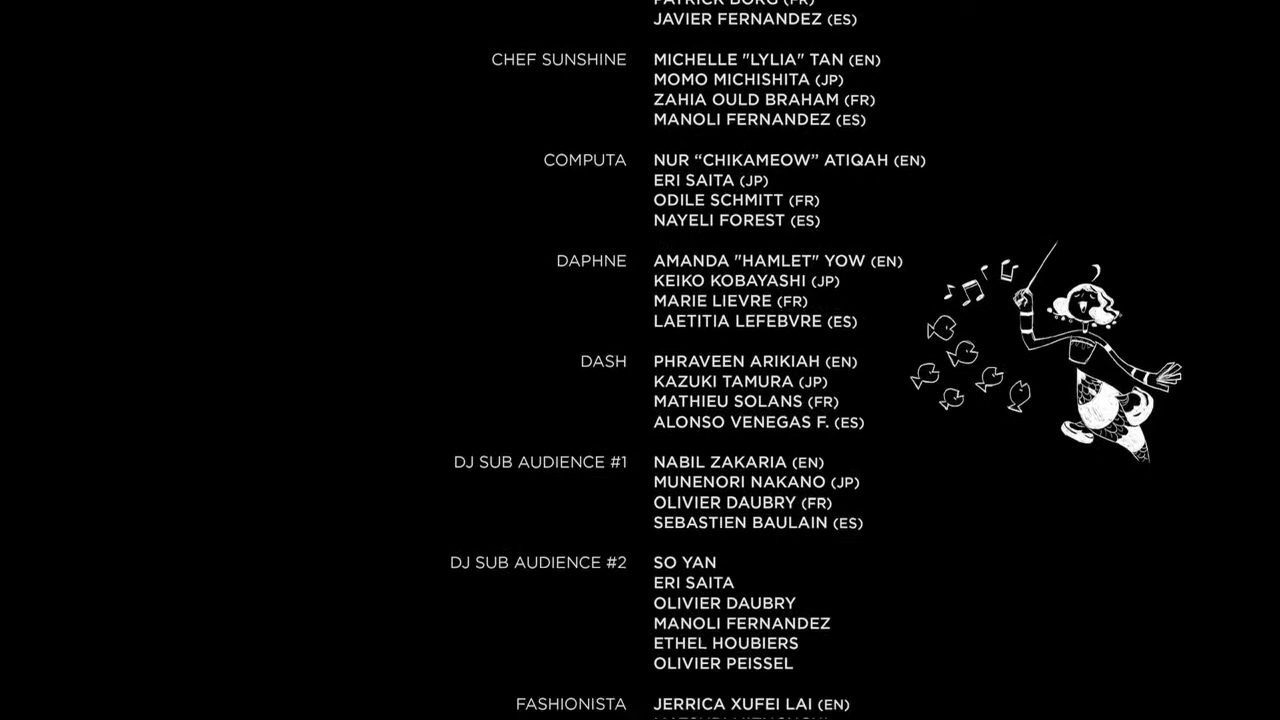 PATRICK BORG (FR)
JAVIER FERNANDEZ (ES)
CHEF SUNSHINE MICHELLE "LYLIA" TAN (EN)
MOMO MICHISHITA (JP)
ZAHIA OULD BRAHAM (FR)
MANOLI FERNANDEZ (ES)
COMPUTA NUR “CHIKAMEOW” ATIQAH (EN)
ERI SAITA (JP)
ODILE SCHMITT (FR)
NAYELI FOREST (ES)
DAPHNE AMANDA "HAMLET" YOW (EN)
KEIKO KOBAYASHI (JP)
MARIE LIEVRE (FR)
LAETITIA LEFEBVRE (ES)
DASH PHRAVEEN ARIKIAH (EN)
KAZUKI TAMURA (JP)
MATHIEU SOLANS (FR)
ALONSO VENEGAS F. (ES)
DJ SUB AUDIENCE #1 NABIL ZAKARIA (EN)
MUNENORI NAKANO (JP)
OLIVIER DAUBRY (FR)
SEBASTIEN BAULAIN (ES)
DJ SUB AUDIENCE #2 SO YAN
ERI SAITA
OLIVIER DAUBRY
MANOLI FERNANDEZ
ETHEL HOUBIERS
OLIVIER PEISSEL
FASHIONISTA JERRICA XUFEI LAI (EN)